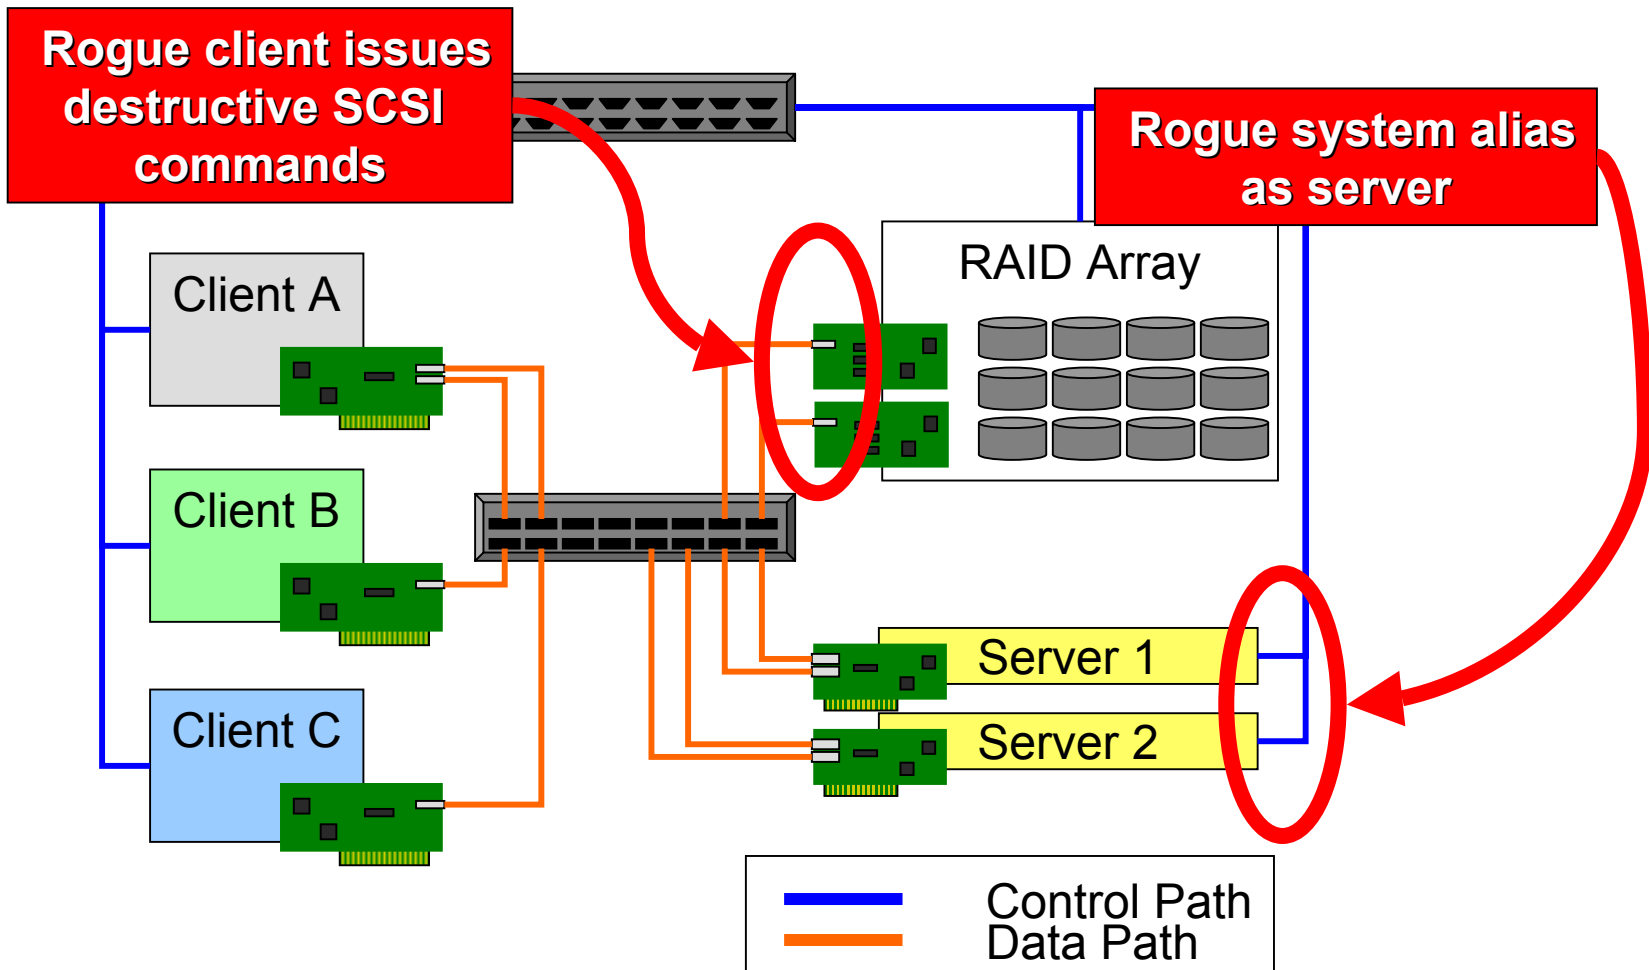 Rogue client issues
destructive SCSI
commands
Rogue system alias
as server
RAID Array
Client A
Client B
Client C
Server 1
Server 2
Control Path
Data Path